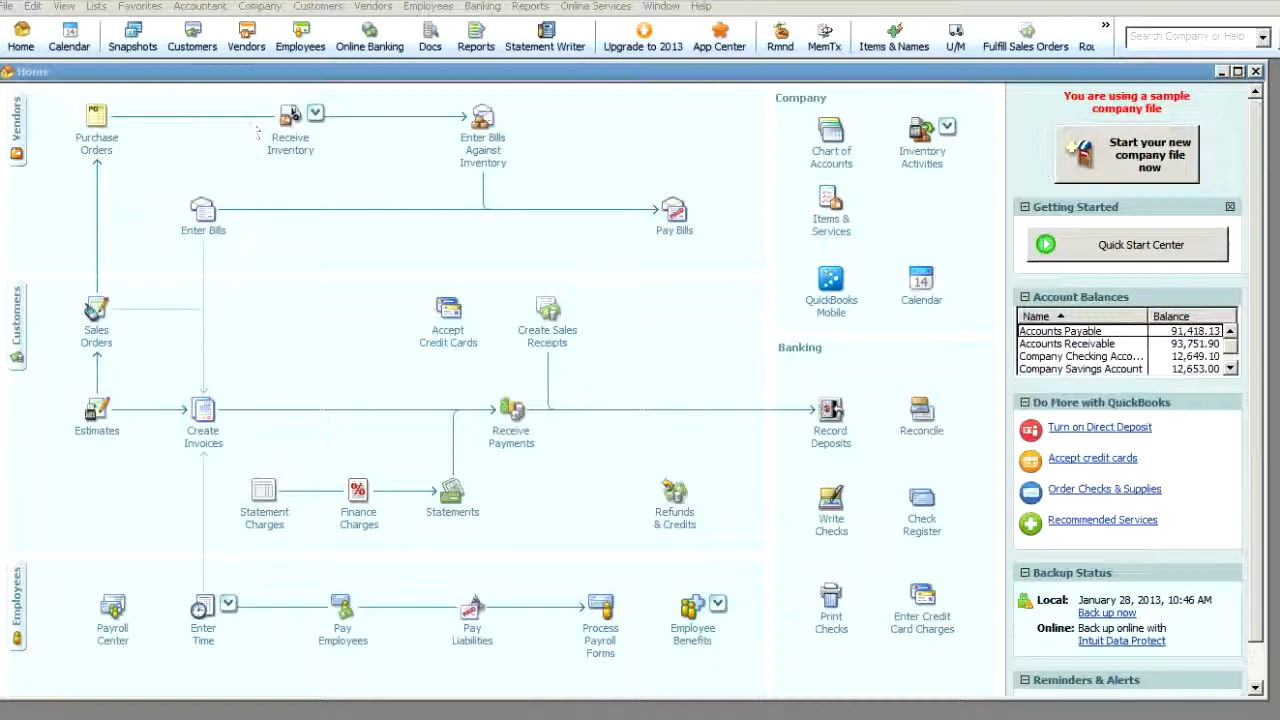 File Edit View Lists Favorites Accountant Company Customers Vendors Employees Banking Reports Online Services Window Help
Home Calendar Snapshots Customers Vendors Employees Online Banking Docs Reports Statement Writer Upgrade to 2013 App Center Rmnd MemTx Items & Names U/M Fulfill Sales Orders Rou » Search Company or Help
Home
Vendors
Purchase
Orders
Receive
Inventory
Enter Bills
Against
Inventory
Enter Bills
Pay Bills
Customers
Sales
Orders
Accept
Credit Cards
Create Sales
Receipts
Estimates
Create
Invoices
Receive
Payments
Statement
Charges
Finance
Charges
Statements
Refunds
& Credits
Employees
Payroll
Center
Enter
Time
Pay
Employees
Pay
Liabilities
Process
Payroll
Forms
Employee
Benefits
Company
Chart of
Accounts
Inventory
Activities
Items &
Services
QuickBooks
Mobile
14
Calendar
Banking
Record
Deposits
Reconcile
Write
Checks
Check
Register
Print
Checks
Enter Credit
Card Charges
You are using a sample
company file
Start your new
company file
now
Getting Started
Quick Start Center
Account Balances
Name Balance
Accounts Payable 91,418.13
Accounts Receivable 93,751.90
Company Checking Acco... 12,649.10
Company Savings Account 12,653.00
Do More with QuickBooks
Turn on Direct Deposit
Accept credit cards
Order Checks & Supplies
Recommended Services
Backup Status
Local: January 28, 2013, 10:46 AM
Back up now
Online: Back up online with
Intuit Data Protect
Reminders & Alerts